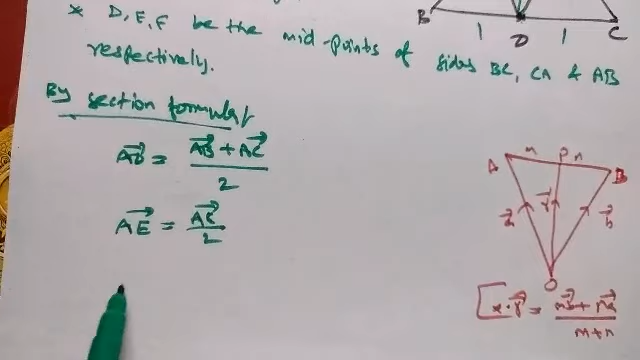 B 1 D 1 C
* D, E, F be the mid-points of sides BC, CA & AB
respectively.
By section formula,
AD = AB + AC / 2
AE = AC / 2
A m P n B
a r b
O
r = mb + na / m+n